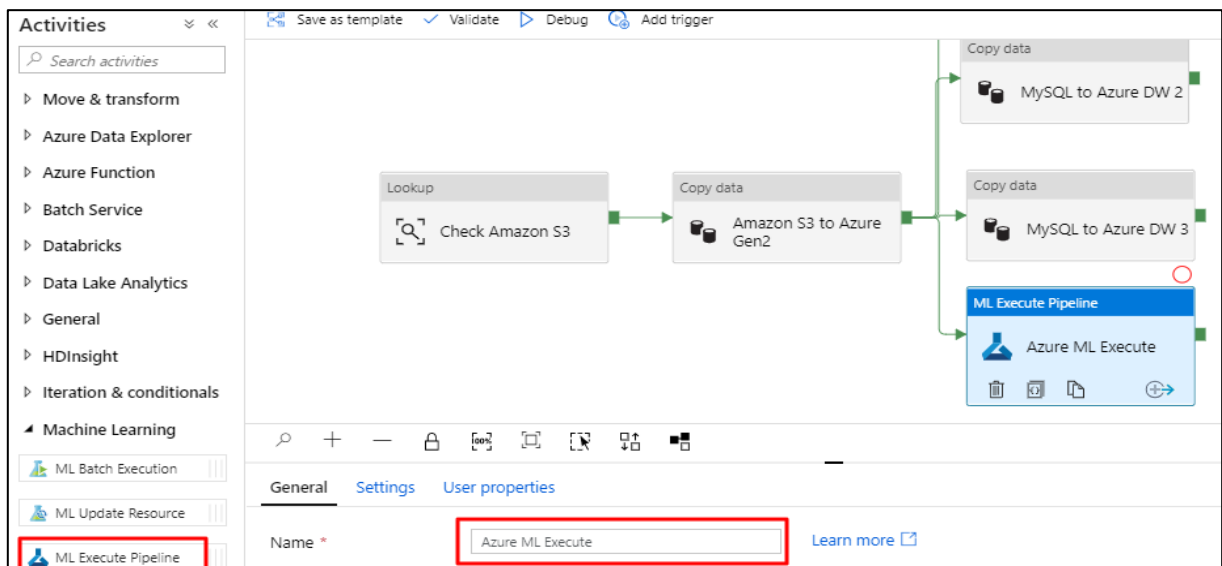 Activities
Search activities
Move & transform
Azure Data Explorer
Azure Function
Batch Service
Databricks
Data Lake Analytics
General
HDInsight
Iteration & conditionals
Machine Learning
ML Batch Execution
ML Update Resource
ML Execute Pipeline
Save as template
Validate
Debug
Add trigger
Lookup
Check Amazon S3
Copy data
Amazon S3 to Azure
Gen2
Copy data
MySQL to Azure DW 2
Copy data
MySQL to Azure DW 3
ML Execute Pipeline
Azure ML Execute
100%
General
Settings
User properties
Name *
Azure ML Execute
Learn more